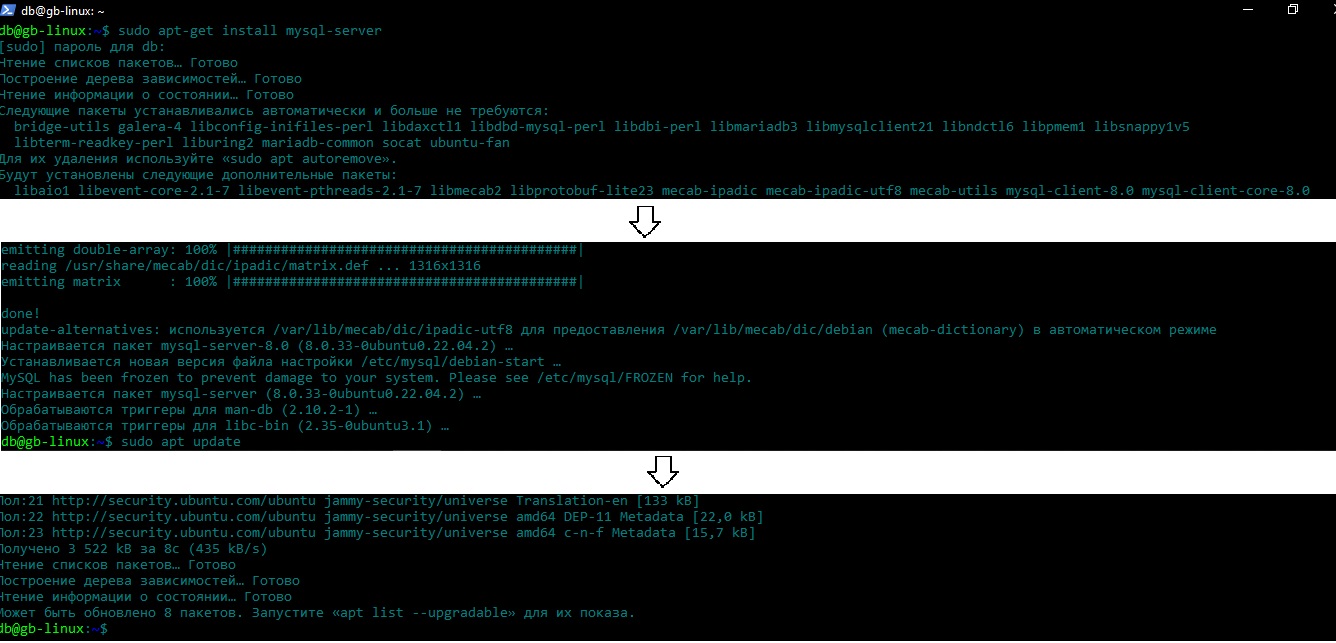 db@gb-linux: ~
db@gb-linux:~$ sudo apt-get install mysql-server
[sudo] пароль для db:
Чтение списков пакетов… Готово
Построение дерева зависимостей… Готово
Чтение информации о состоянии… Готово
Следующие пакеты устанавливались автоматически и больше не требуются:
bridge-utils galera-4 libconfig-inifiles-perl libdaxctl1 libdbd-mysql-perl libdbi-perl libmariadb3 libmysqlclient21 libndctl6 libpmem1 libsnappy1v5
libterm-readkey-perl liburing2 mariadb-common socat ubuntu-fan
Для их удаления используйте «sudo apt autoremove».
Будут установлены следующие дополнительные пакеты:
libaio1 libevent-core-2.1-7 libevent-pthreads-2.1-7 libmecab2 libprotobuf-lite23 mecab-ipadic mecab-ipadic-utf8 mecab-utils mysql-client-8.0 mysql-client-core-8.0
emitting double-array: 100% |###########################################|
reading /usr/share/mecab/dic/ipadic/matrix.def ... 1316x1316
emitting matrix      : 100% |###########################################|
done!
update-alternatives: используется /var/lib/mecab/dic/ipadic-utf8 для предоставления /var/lib/mecab/dic/debian (mecab-dictionary) в автоматическом режиме
Настраивается пакет mysql-server-8.0 (8.0.33-0ubuntu0.22.04.2) …
Устанавливается новая версия файла настройки /etc/mysql/debian-start …
MySQL has been frozen to prevent damage to your system. Please see /etc/mysql/FROZEN for help.
Настраивается пакет mysql-server (8.0.33-0ubuntu0.22.04.2) …
Обрабатываются триггеры для man-db (2.10.2-1) …
Обрабатываются триггеры для libc-bin (2.35-0ubuntu3.1) …
db@gb-linux:~$ sudo apt update
Пол:21 http://security.ubuntu.com/ubuntu jammy-security/universe Translation-en [133 kB]
Пол:22 http://security.ubuntu.com/ubuntu jammy-security/universe amd64 DEP-11 Metadata [22,0 kB]
Пол:23 http://security.ubuntu.com/ubuntu jammy-security/universe amd64 c-n-f Metadata [15,7 kB]
Получено 3 522 kB за 8с (435 kB/s)
Чтение списков пакетов… Готово
Построение дерева зависимостей… Готово
Чтение информации о состоянии… Готово
Может быть обновлено 8 пакетов. Запустите «apt list --upgradable» для их показа.
db@gb-linux:~$